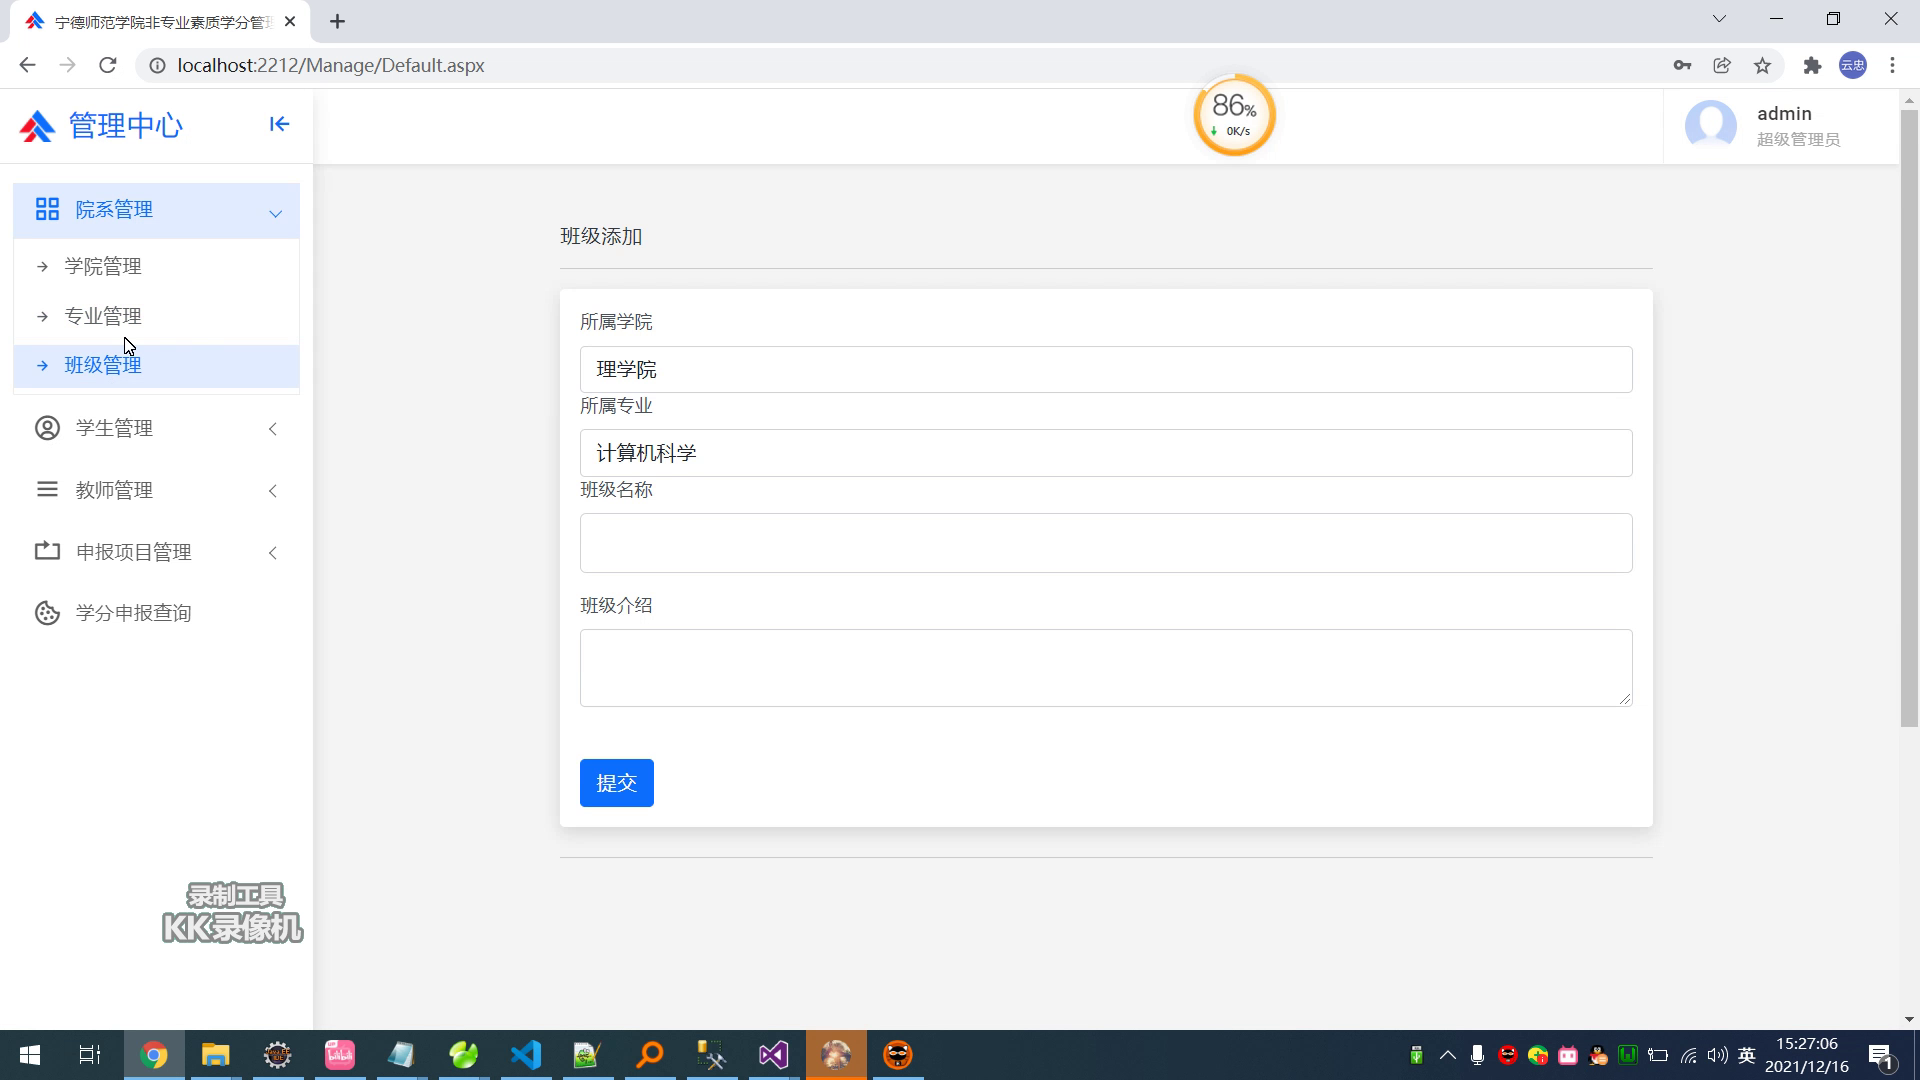 宁德师范学院非专业素质学分管
localhost:2212/Manage/Default.aspx
云忠
管理中心
86%
0K/s
admin
超级管理员
院系管理
学院管理
专业管理
班级管理
学生管理
教师管理
申报项目管理
学分申报查询
班级添加
所属学院
理学院
所属专业
计算机科学
班级名称
班级介绍
提交
录制工具
KK录像机
英
15:27:06
2021/12/16
1